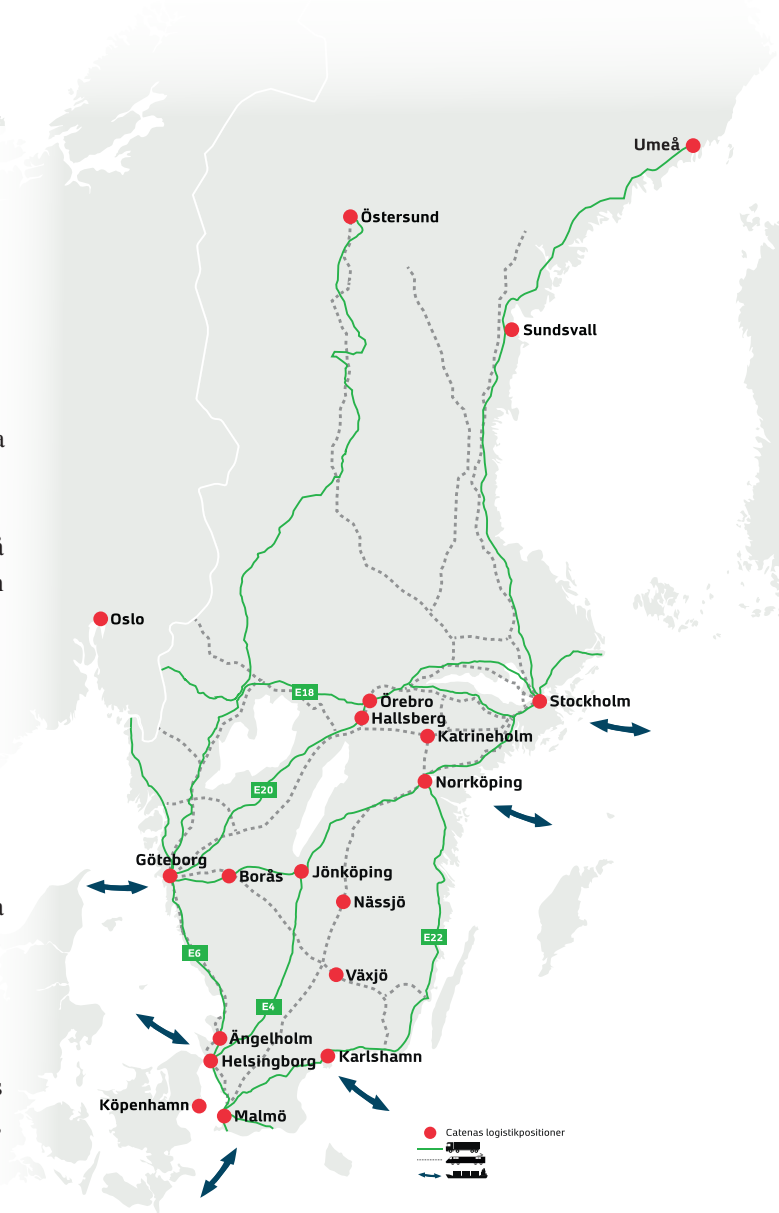 Umeå
Östersund
Sundsvall
a
å
n
Oslo
E18
Örebro
Stockholm
Hallsberg
Katrineholm
Norrköping
E20
Göteborg
Borås
Jönköping
Nässjö
a
E22
E6
Växjö
E4
Ängelholm
Helsingborg
Karlshamn
s
Köpenhamn
Malmö
Catenas logistikpositioner